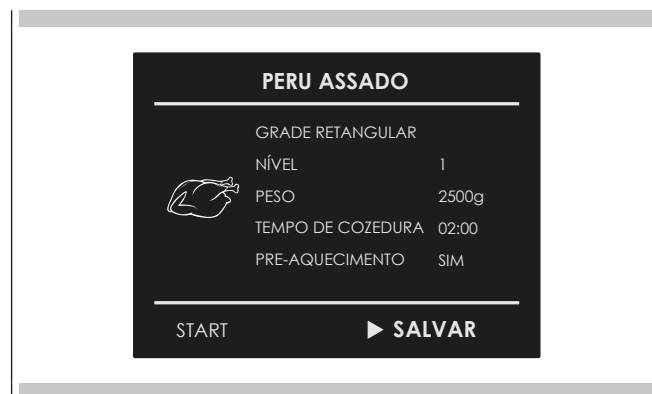 PERU ASSADO
GRADE RETANGULAR
NÍVEL 1
PESO 2500g
TEMPO DE COZEDURA 02:00
PRE-AQUECIMENTO SIM
START ▶ SALVAR